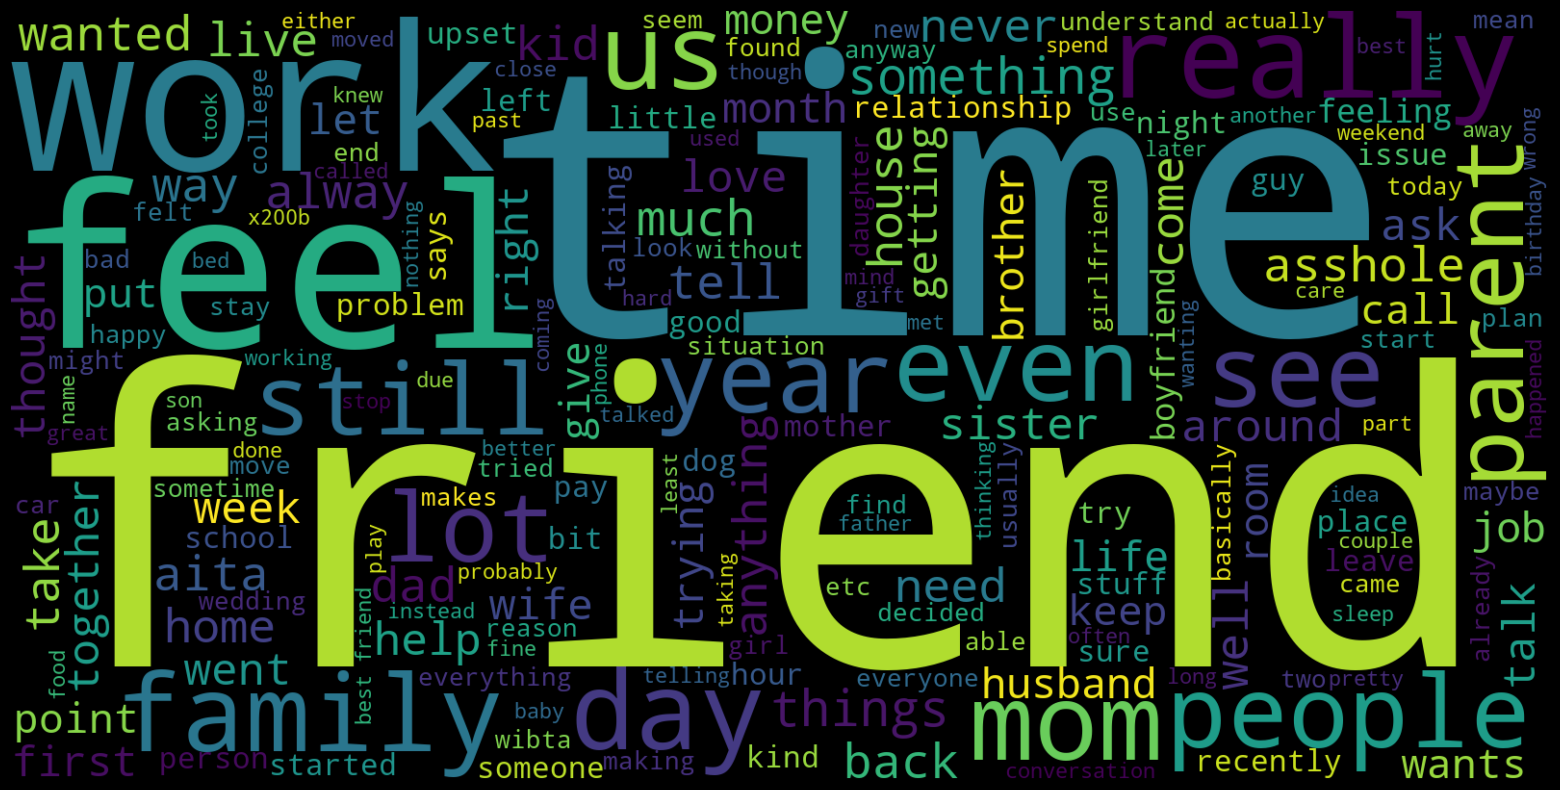 wanted
either
live
moved
work
upset
kid
seem
us
money
found
though
new
never
anyway
something
understand
spend
actually
really
best
hurt
mean
close
left
little
month
relationship
use
night
another
feeling
weekend
away
wrong
took
college
knew
let
past
end
called
time
used
love
daughter
house
getting
later
issue
today
parent
birthday
feel
way
alway
felt
x200b
nothing
says
right
talking
much
look
without
tell
hard
mind
gift
brother
girlfriend
come
guy
ask
asshole
care
call
thought
bad
put
bed
stay
problem
happy
good
met
plan
might
working
coming
situation
boyfriend
wanting
start
happened
name
son
asking
still
due
stop
give
phone
year
talked
even
see
great
friend
sister
mother
around
part
done
move
sometime
better
tried
dog
least
anything
thinking
usually
basically
room
idea
place
couple
maybe
car
take
together
week
school
makes
lot
pay
bit
trying
find
father
try
life
job
leave
came
aita
play
probably
dad
taking
etc
need
stuff
keep
well
sleep
already
talk
wedding
home
instead
wife
decided
help
reason
fine
girl
able
often
sure
food
went
best friend
everything
telling
hour
everyone
husband
long
two
pretty
point
family
baby
day
things
mom
people
first
person
started
wibta
someone
making
kind
back
conversation
recently
wants